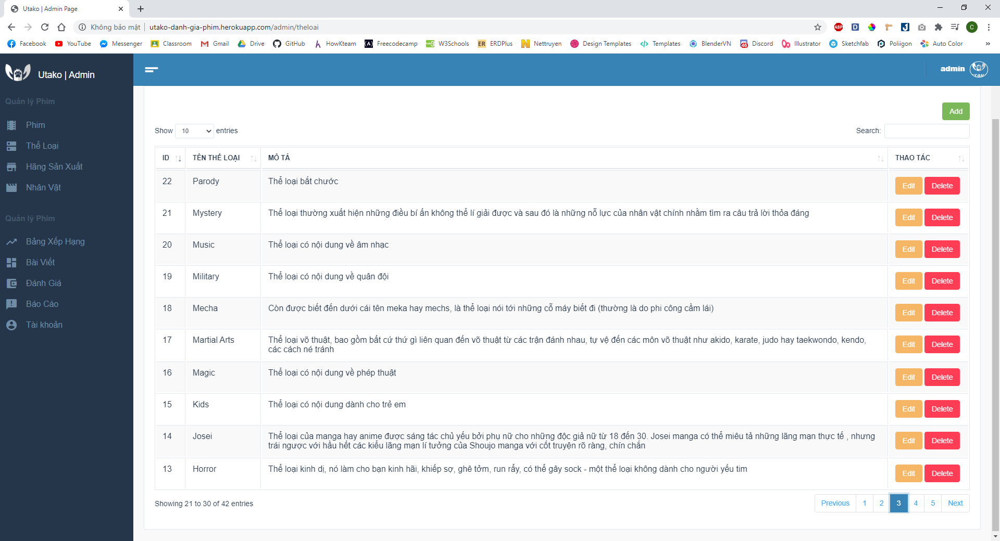 Utako | Admin Page
Không bảo mật
utako-danh-gia-phim.herokuapp.com/admin/theloai
ABP
D
C
Facebook
YouTube
Messenger
Classroom
Gmail
Drive
GitHub
HowKteam
Freecodecamp
W3Schools
ER ERDPlus
Nettruyen
Design Templates
Templates
BlenderVN
46 Discord
Illustrator
Sketchfab
Poliigon
Auto Color
»
Utako | Admin
admin
Quản lý Phim
Phim
Thể Loại
Hãng Sản Xuất
Nhân Vật
Quản lý Phim
Bảng Xếp Hạng
Bài Viết
Đánh Giá
Báo Cáo
Tài khoản
Add
Show 10 entries
Search:
ID TÊN THỂ LOẠI MÔ TẢ THAO TÁC
22 Parody Thể loại bắt chước Edit Delete
21 Mystery Thể loại thường xuất hiện những điều bí ấn không thể lí giải được và sau đó là những nỗ lực của nhân vật chính nhằm tìm ra câu trả lời thỏa đáng Edit Delete
20 Music Thể loại có nội dung về âm nhạc Edit Delete
19 Military Thể loại có nội dung về quân đội Edit Delete
18 Mecha Còn được biết đến dưới cái tên meka hay mechs, là thể loại nói tới những cỗ máy biết đi (thường là do phi công cầm lái) Edit Delete
17 Martial Arts Thể loại võ thuật, bao gồm bất cứ thứ gì liên quan đến võ thuật từ các trận đánh nhau, tự vệ đến các môn võ thuật như akido, karate, judo hay taekwondo, kendo, Edit Delete
các cách né tránh
16 Magic Thể loại có nội dung về phép thuật Edit Delete
15 Kids Thể loại có nội dung dành cho trẻ em Edit Delete
14 Josei Thể loại của manga hay anime được sáng tác chủ yếu bởi phụ nữ cho những độc giả nữ từ 18 đến 30. Josei manga có thể miêu tả những lãng mạn thực tế , nhưng Edit Delete
trái ngược với hầu hết các kiểu lãng mạn lí tưởng của Shoujo manga với cốt truyện rõ ràng, chín chắn
13 Horror Thể loại kinh dị, nó làm cho bạn kinh hãi, khiếp sợ, ghê tởm, run rẩy, có thể gây sock - một thể loại không dành cho người yếu tim Edit Delete
Showing 21 to 30 of 42 entries
Previous 1 2 3 4 5 Next